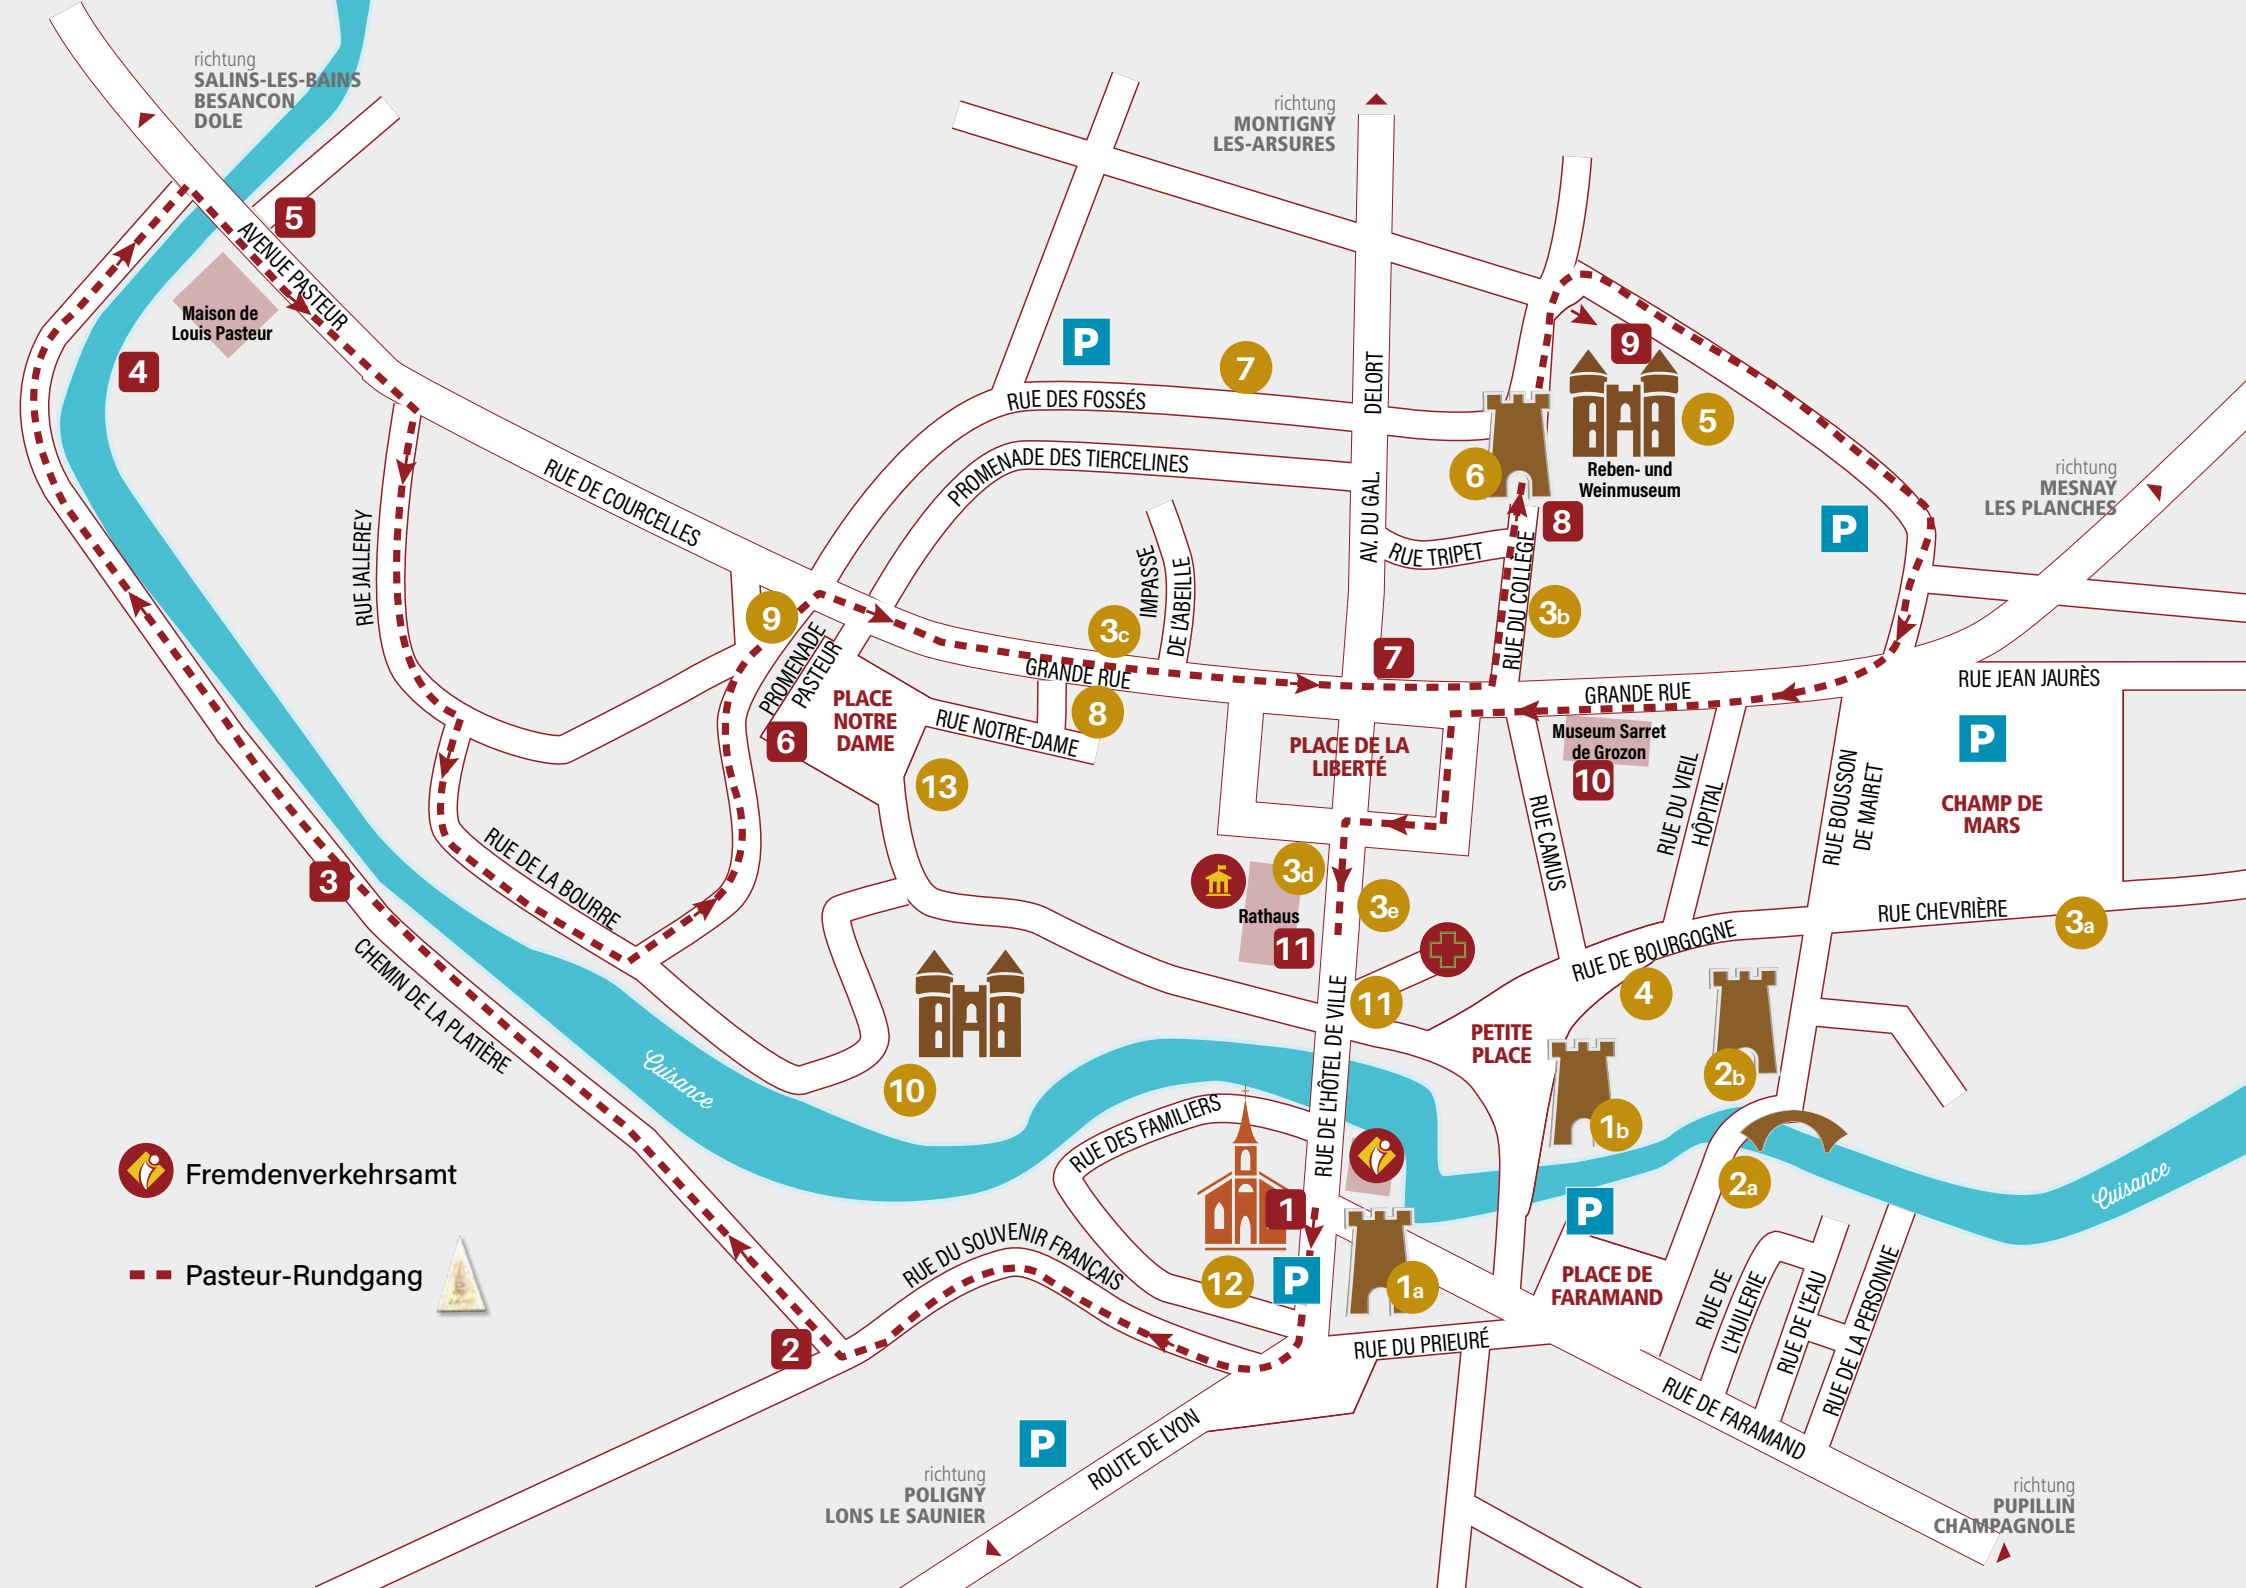 richtung
SALINS-LES-BAINS
BESANCON
DOLE
richtung
MONTIGNY
LES-ARSURES
5
AVENUE PASTEUR
Maison de
Louis Pasteur
4
P
7
RUE DES FOSSÉS
DELORT
9
5
6
Reben- und
Weinmuseum
richtung
MESNAY
LES PLANCHES
PROMENADE DES TIERCELINES
RUE DE COURCELLES
AV. DU GAL.
8
P
RUE JALLEREY
IMPASSE
DE L'ABEILLE
RUE TRIPET
RUE DU COLLÈGE
3b
9
3c
PROMENADE
PASTEUR
GRANDE RUE
7
GRANDE RUE
RUE JEAN JAURÈS
PLACE
NOTRE
DAME
8
RUE NOTRE-DAME
6
PLACE DE LA
LIBERTÉ
Museum Sarret
de Grozon
10
P
13
RUE CAMUS
RUE DU VIEIL
HÔPITAL
RUE BOUSSON
DE MAIRET
CHAMP DE
MARS
3
RUE DE LA BOURRE
3d
Rathaus
11
3e
RUE CHEVRIÈRE
3a
RUE DE BOURGOGNE
CHEMIN DE LA PLATIÈRE
11
4
RUE DE L'HÔTEL DE VILLE
PETITE
PLACE
2b
Cuisance
10
1b
RUE DES FAMILIERS
Fremdenverkehrsamt
2a
Cuisance
1
P
RUE DU SOUVENIR FRANÇAIS
12
P
1a
Pasteur-Rundgang
PLACE DE
FARAMAND
RUE DE
L'HUILERIE
RUE DE L'EAU
RUE DE LA PERSONNE
2
RUE DU PRIEURÉ
RUE DE FARAMAND
P
ROUTE DE LYON
richtung
POLIGNY
LONS LE SAUNIER
richtung
PUPILLIN
CHAMPAGNOLE